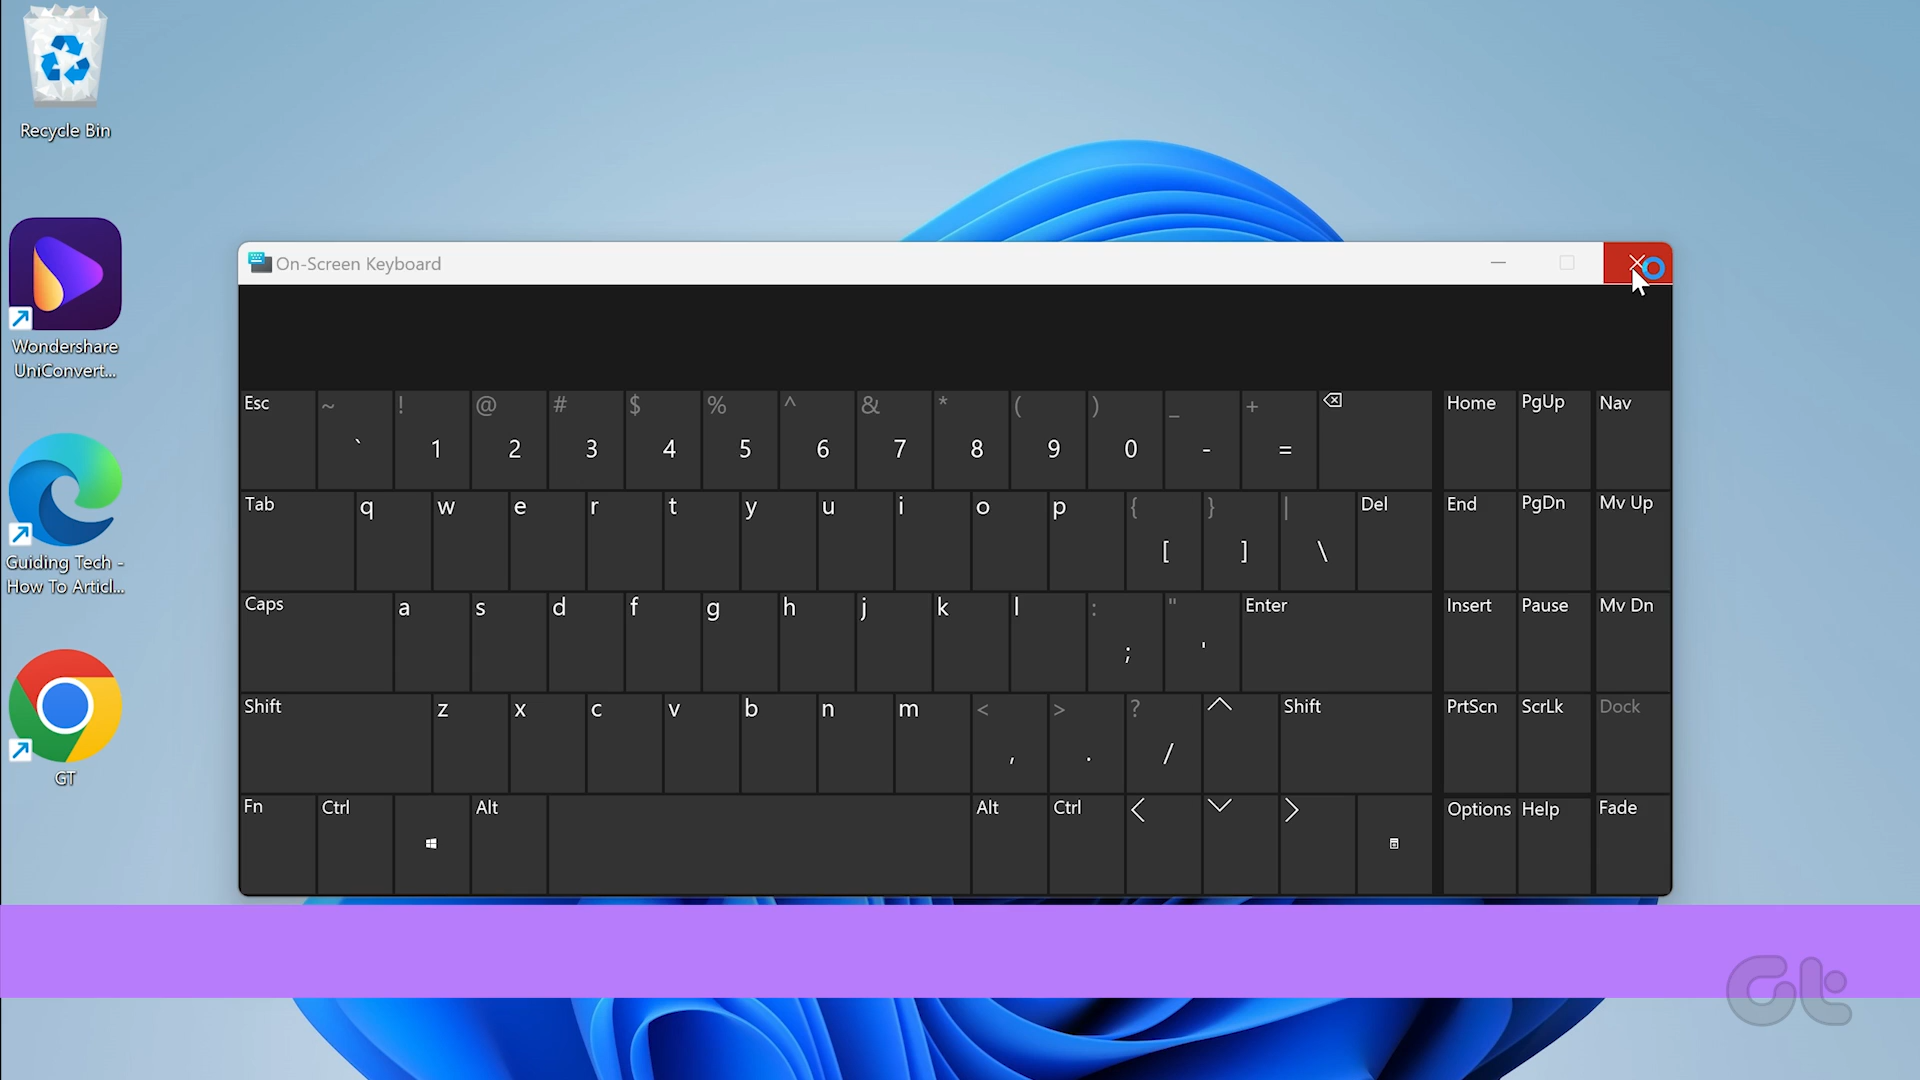 Recycle Bin
Wondershare
UniConvert...
Guiding Tech -
How To Articl...
GT
On-Screen Keyboard
Esc ~ ` ! 1 @ 2 # 3 $ 4 % 5 ^ 6 & 7 * 8 ( 9 ) 0 _ - + = Home PgUp Nav
Tab q w e r t y u i o p { [ } ] | \ Del End PgDn Mv Up
Caps a s d f g h j k l : ; " ' Enter Insert Pause Mv Dn
Shift z x c v b n m < , > . ? / Shift PrtScn ScrLk Dock
Fn Ctrl Alt Alt Ctrl Options Help Fade
Gt